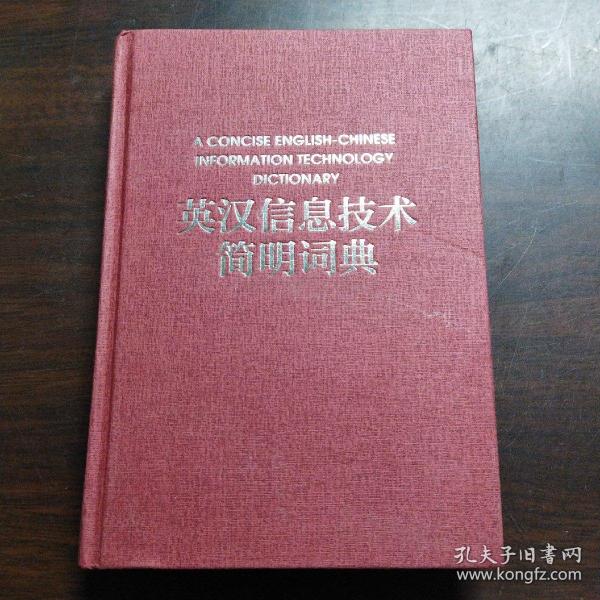 A CONCISE ENGLISH-CHINESE
INFORMATION TECHNOLOGY
DICTIONARY
英汉信息技术
简明词典
孔夫子旧書网
www.kongfz.com